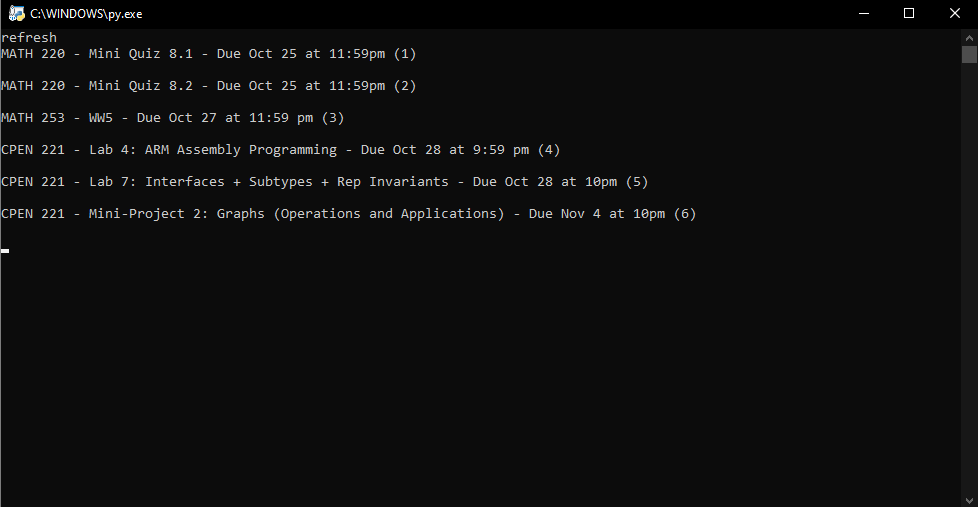 C:\WINDOWS\py.exe
refresh
MATH 220 - Mini Quiz 8.1 - Due Oct 25 at 11:59pm (1)
MATH 220 - Mini Quiz 8.2 - Due Oct 25 at 11:59pm (2)
MATH 253 - WW5 - Due Oct 27 at 11:59 pm (3)
CPEN 221 - Lab 4: ARM Assembly Programming - Due Oct 28 at 9:59 pm (4)
CPEN 221 - Lab 7: Interfaces + Subtypes + Rep Invariants - Due Oct 28 at 10pm (5)
CPEN 221 - Mini-Project 2: Graphs (Operations and Applications) - Due Nov 4 at 10pm (6)